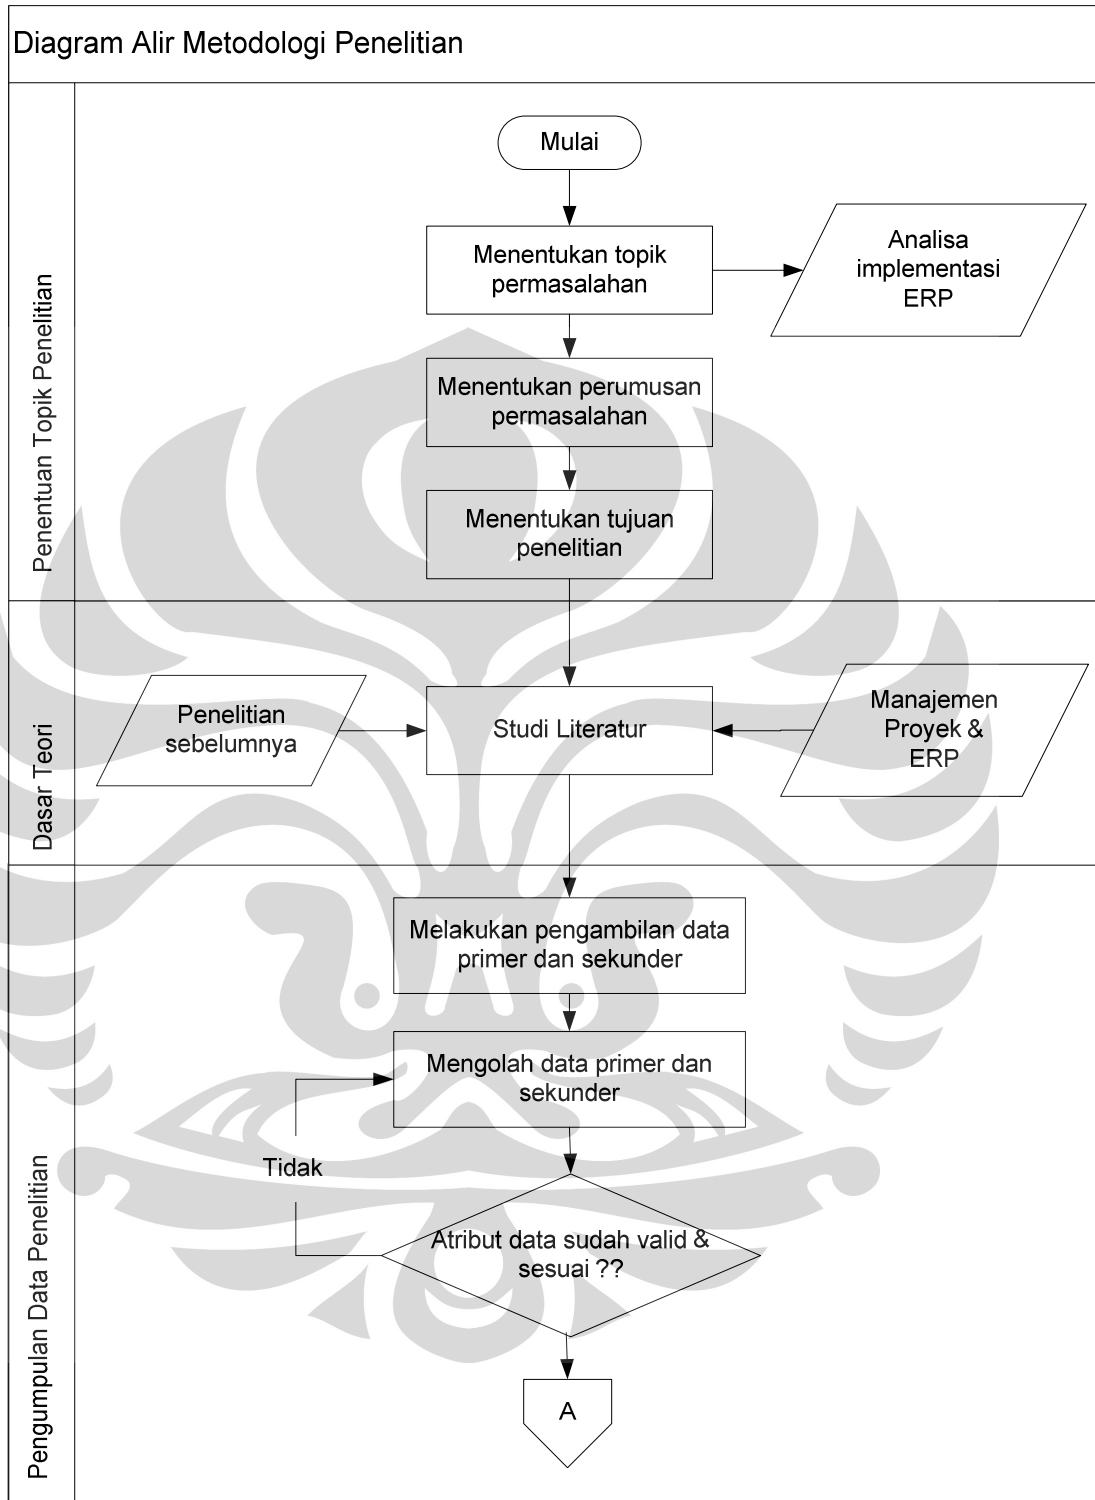 Diagram Alir Metodologi Penelitian
Penentuan Topik Penelitian
Mulai
Menentukan topik
permasalahan
Analisa
implementasi
ERP
Menentukan perumusan
permasalahan
Menentukan tujuan
penelitian
Dasar Teori
Penelitian
sebelumnya
Studi Literatur
Manajemen
Proyek &
ERP
Pengumpulan Data Penelitian
Melakukan pengambilan data
primer dan sekunder
Mengolah data primer dan
sekunder
Tidak
Atribut data sudah valid &
sesuai ??
A